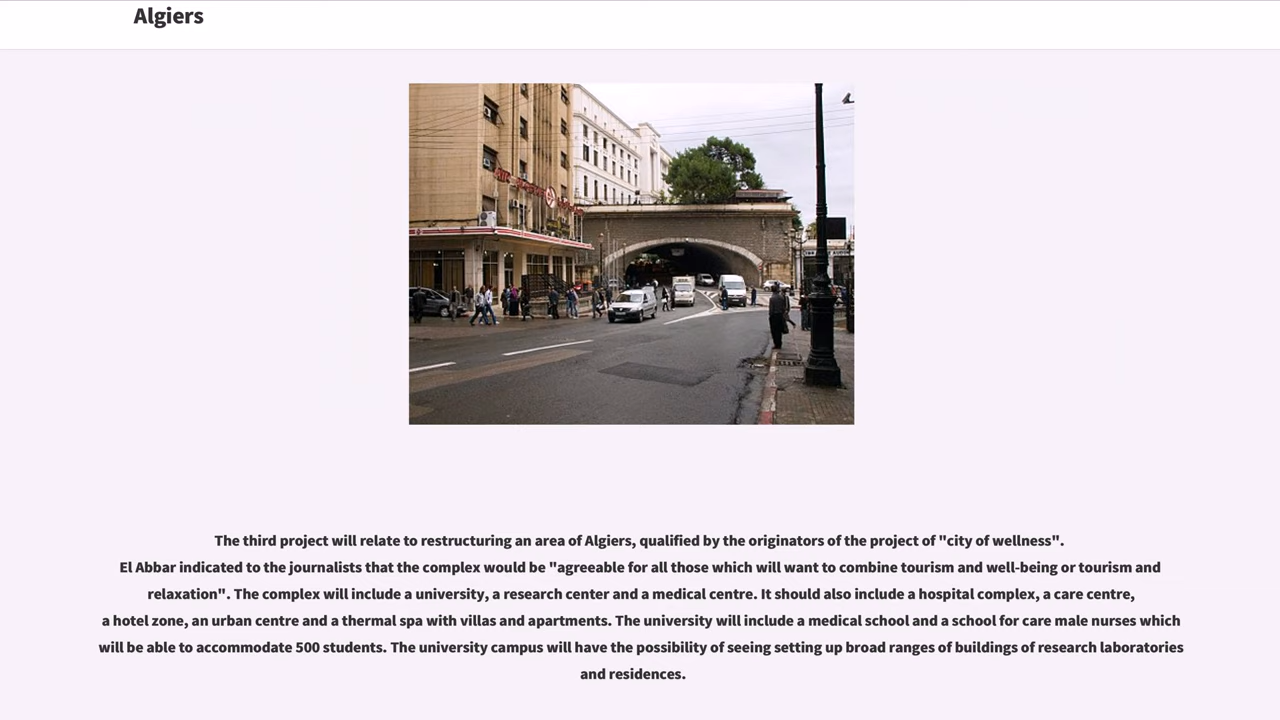 Algiers
The third project will relate to restructuring an area of Algiers, qualified by the originators of the project of "city of wellness".
El Abbar indicated to the journalists that the complex would be "agreeable for all those which will want to combine tourism and well-being or tourism and
relaxation". The complex will include a university, a research center and a medical centre. It should also include a hospital complex, a care centre,
a hotel zone, an urban centre and a thermal spa with villas and apartments. The university will include a medical school and a school for care male nurses which
will be able to accommodate 500 students. The university campus will have the possibility of seeing setting up broad ranges of buildings of research laboratories
and residences.